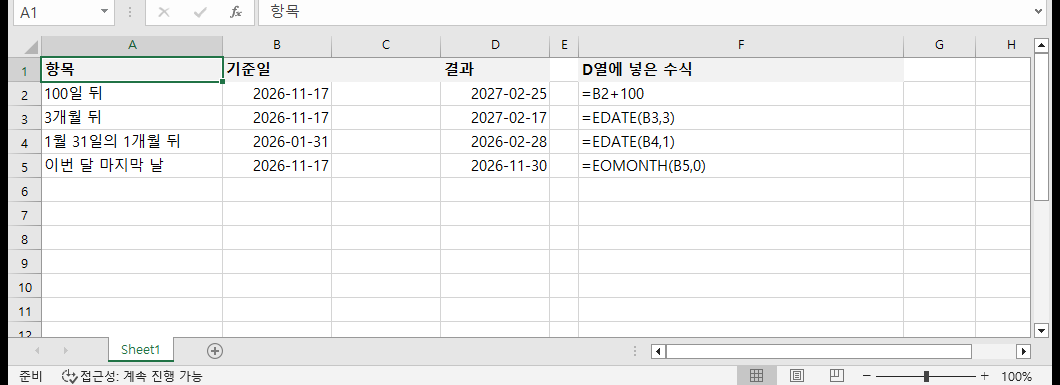 A1 fx 항목
A B C D E F G H
1 항목 기준일 결과 D열에 넣은 수식
2 100일 뒤 2026-11-17 2027-02-25 =B2+100
3 3개월 뒤 2026-11-17 2027-02-17 =EDATE(B3,3)
4 1월 31일의 1개월 뒤 2026-01-31 2026-02-28 =EDATE(B4,1)
5 이번 달 마지막 날 2026-11-17 2026-11-30 =EOMONTH(B5,0)
6
7
8
9
10
11
12
Sheet1
준비 접근성: 계속 진행 가능 100%